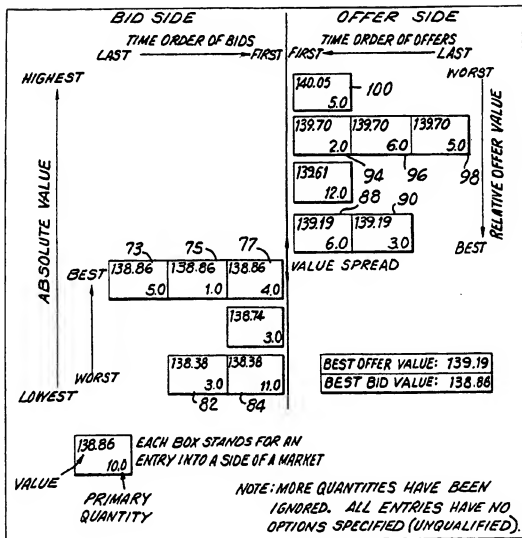 BID SIDE
OFFER SIDE
TIME ORDER OF BIDS
LAST
FIRST
TIME ORDER OF OFFERS
FIRST
LAST
HIGHEST
ABSOLUTE VALUE
LOWEST
WORST
RELATIVE OFFER VALUE
BEST
140.05
5.0
100
139.70 139.70 139.70
2.0 6.0 5.0
94 96 98
139.61
12.0
88 90
139.19 139.19
6.0 3.0
VALUE SPREAD
73 75 77
BEST
138.86 138.86 138.86
5.0 1.0 4.0
138.74
3.0
WORST
138.38 138.38
3.0 11.0
82 84
BEST OFFER VALUE: 139.19
BEST BID VALUE: 138.86
138.86
10.0
EACH BOX STANDS FOR AN
ENTRY INTO A SIDE OF A MARKET
VALUE
PRIMARY
QUANTITY
NOTE: MORE QUANTITIES HAVE BEEN
IGNORED. ALL ENTRIES HAVE NO
OPTIONS SPECIFIED (UNQUALIFIED).